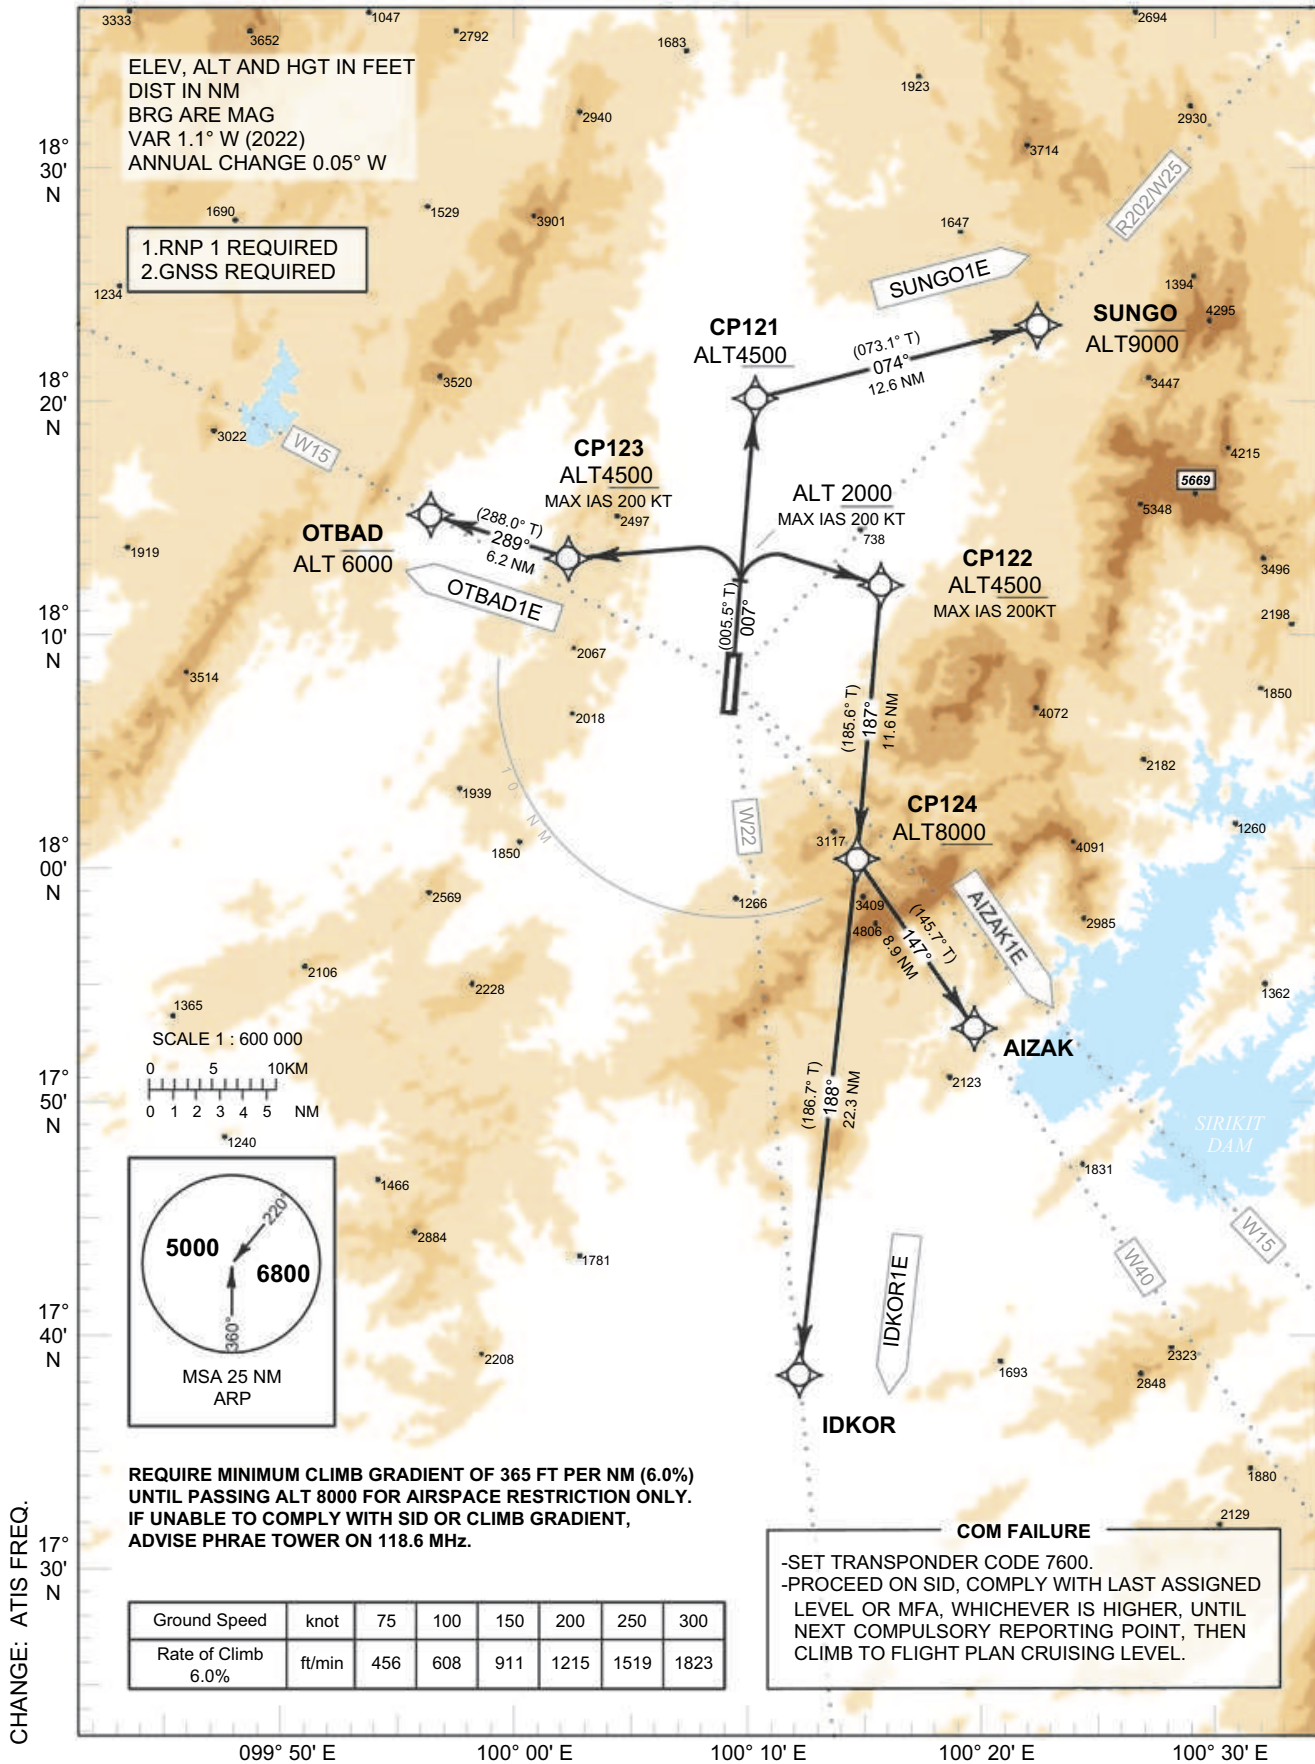 3333
3652
1047
2792
1683
2694
1923
2930
ELEV, ALT AND HGT IN FEET
DIST IN NM
BRG ARE MAG
VAR 1.1° W (2022)
ANNUAL CHANGE 0.05° W
2940
3714
18°
30'
N
1690
1529
3901
1647
R202/W25
1.RNP 1 REQUIRED
2.GNSS REQUIRED
1234
SUNGO1E
1394
4295
CP121
ALT4500
SUNGO
ALT9000
(073.1° T)
074°
12.6 NM
18°
20'
N
3520
3447
3022
W15
4215
CP123
ALT4500
MAX IAS 200 KT
2497
ALT 2000
MAX IAS 200 KT
738
5669
5348
OTBAD
ALT 6000
(288.0° T)
289°
6.2 NM
1919
CP122
ALT4500
MAX IAS 200KT
3496
2198
OTBAD1E
(005.5° T)
007°
18°
10'
N
2067
3514
2018
1850
4072
(185.6° T)
187°
11.6 NM
2182
1939
10 NM
W22
CP124
ALT8000
3117
1260
4091
18°
00'
N
1850
2569
1266
3409
4806
(145.7° T)
147°
8.9 NM
AIZAK1E
2985
2106
2228
1362
1365
SCALE 1 : 600 000
0 5 10KM
0 1 2 3 4 5 NM
AIZAK
2123
17°
50'
N
(186.7° T)
188°
22.3 NM
SIRIKIT
DAM
1240
1466
1831
2884
1781
W15
W40
5000
6800
220°
360°
MSA 25 NM
ARP
IDKOR1E
17°
40'
N
2208
1693
2323
2848
IDKOR
REQUIRE MINIMUM CLIMB GRADIENT OF 365 FT PER NM (6.0%)
UNTIL PASSING ALT 8000 FOR AIRSPACE RESTRICTION ONLY.
IF UNABLE TO COMPLY WITH SID OR CLIMB GRADIENT,
ADVISE PHRAE TOWER ON 118.6 MHz.
1880
2129
17°
30'
N
COM FAILURE
-SET TRANSPONDER CODE 7600.
-PROCEED ON SID, COMPLY WITH LAST ASSIGNED
LEVEL OR MFA, WHICHEVER IS HIGHER, UNTIL
NEXT COMPULSORY REPORTING POINT, THEN
CLIMB TO FLIGHT PLAN CRUISING LEVEL.
Ground Speed knot 75 100 150 200 250 300
Rate of Climb
6.0% ft/min 456 608 911 1215 1519 1823
CHANGE: ATIS FREQ.
099°50' E
100°00' E
100°10' E
100°20' E
100°30' E